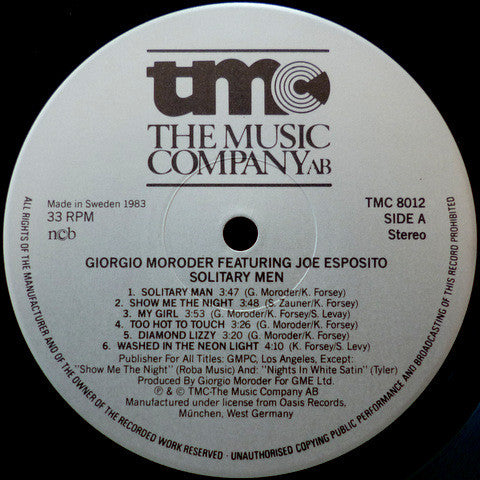 tmc
THE MUSIC
COMPANY AB
Made in Sweden 1983
33 RPM
ncb
TMC 8012
SIDE A
Stereo
GIORGIO MORODER FEATURING JOE ESPOSITO
SOLITARY MEN
1. SOLITARY MAN 3:47 (G. Moroder/K. Forsey)
2. SHOW ME THE NIGHT 3:48 (S. Zauner/K. Forsey)
3. MY GIRL 3:53 (G. Moroder/K. Forsey/S. Levay)
4. TOO HOT TO TOUCH 3:26 (G. Moroder/K. Forsey)
5. DIAMOND LIZZY 3:20 (G. Moroder/K. Forsey)
6. WASHED IN THE NEON LIGHT 4:10 (K. Forsey/S Levy)
Publisher For All Titles: GMPC, Los Angeles, Except:
"Show Me The Night" (Roba Music) And: "Nights In White Satin" (Tyler)
Produced By Giorgio Moroder For GME Ltd.
℗ & © TMC-The Music Company AB
Manufactured under license from Oasis Records,
München, West Germany
ALL RIGHTS OF THE MANUFACTURER AND OF THE OWNER OF THE RECORDED WORK RESERVED · UNAUTHORISED COPYING PUBLIC PERFORMANCE AND BROADCASTING OF THIS RECORD PROHIBITED